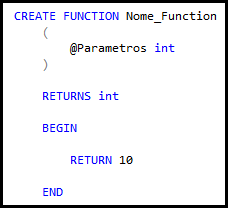 CREATE FUNCTION Nome_Function
(
@Parametros int
)
RETURNS int
BEGIN
RETURN 10
END